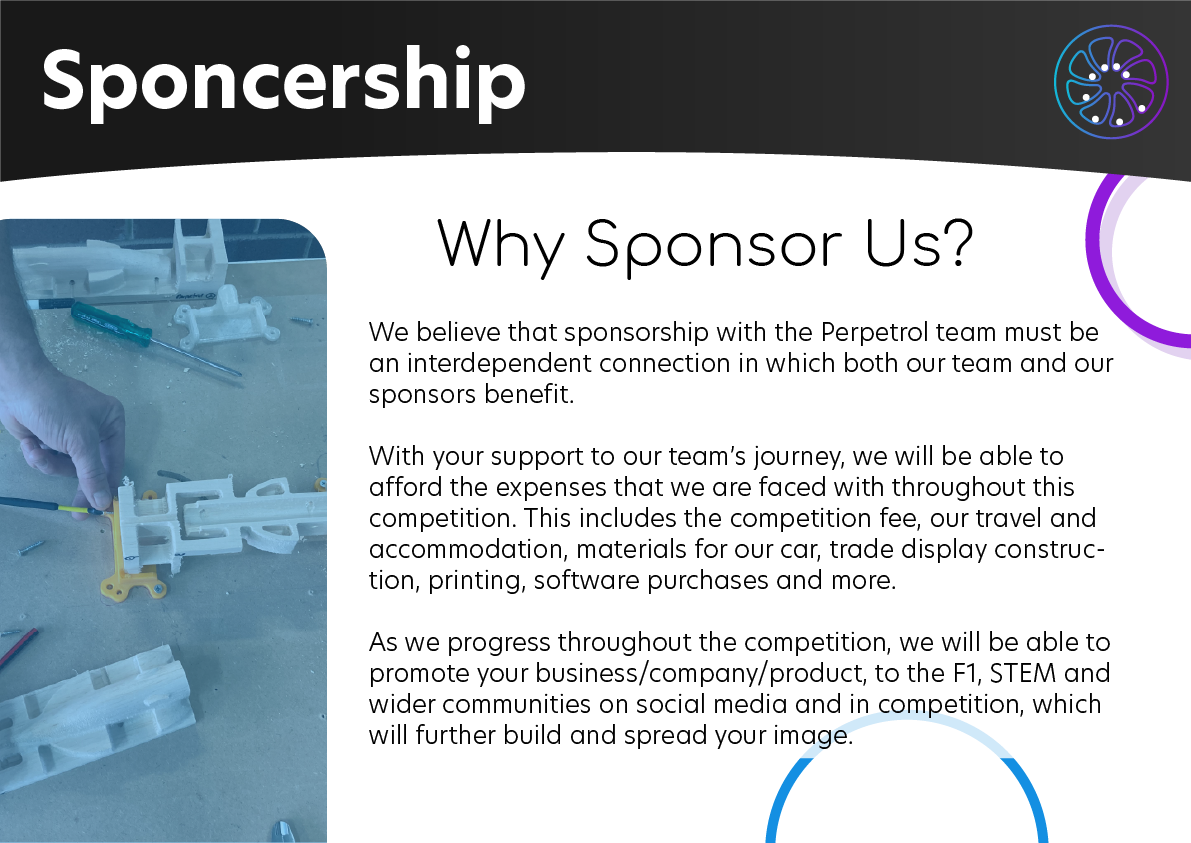 Sponcership
Why Sponsor Us?
We believe that sponsorship with the Perpetrol team must be
an interdependent connection in which both our team and our
sponsors benefit.
With your support to our team’s journey, we will be able to
afford the expenses that we are faced with throughout this
competition. This includes the competition fee, our travel and
accommodation, materials for our car, trade display construc-
tion, printing, software purchases and more.
As we progress throughout the competition, we will be able to
promote your business/company/product, to the F1, STEM and
wider communities on social media and in competition, which
will further build and spread your image.